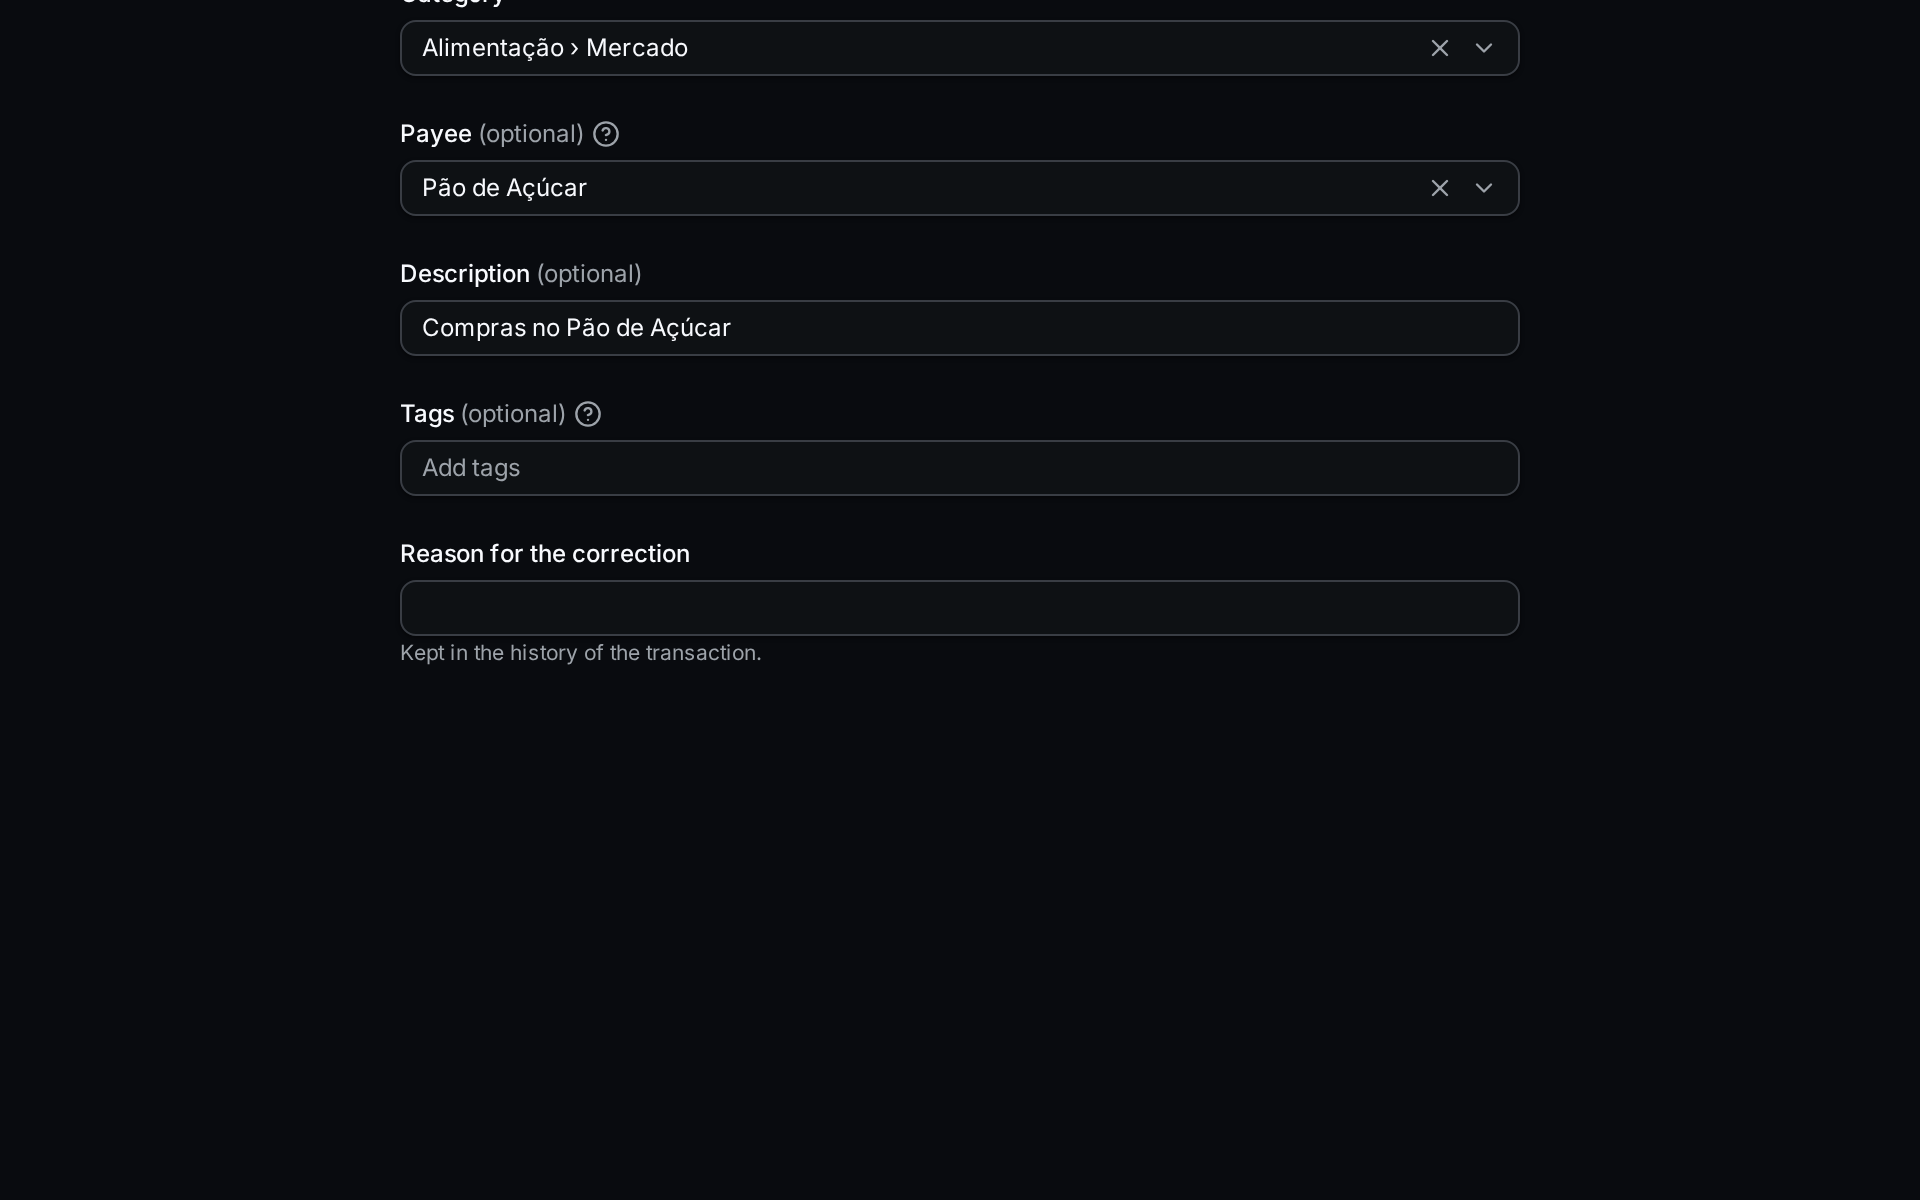 Category
Alimentação › Mercado
Payee (optional)
Pão de Açúcar
Description (optional)
Compras no Pão de Açúcar
Tags (optional)
Add tags
Reason for the correction
Kept in the history of the transaction.